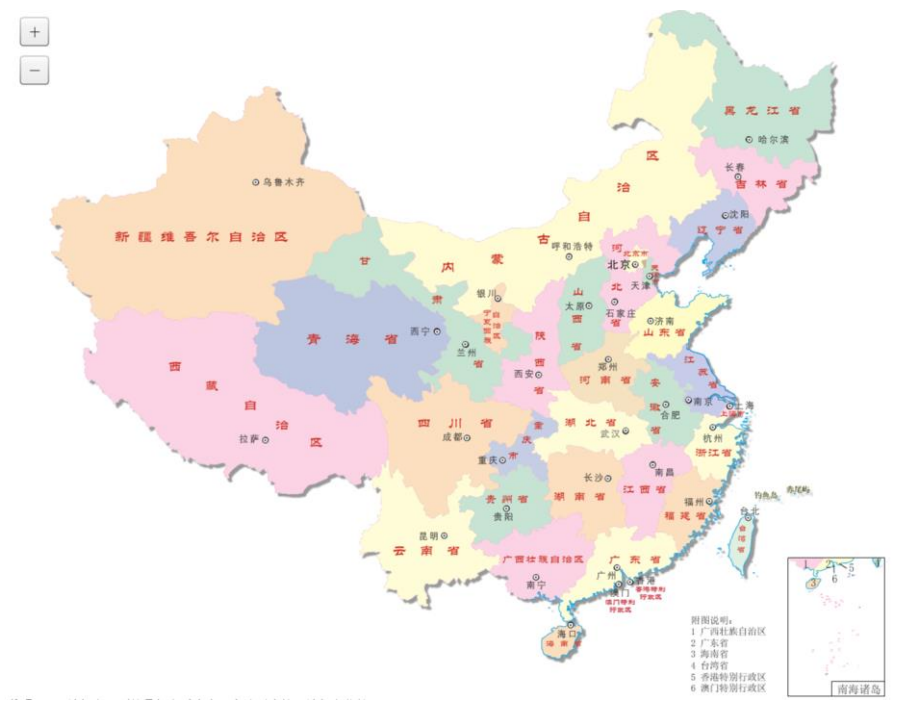 +
−
黑龙江省
哈尔滨
长春
吉林省
沈阳
辽宁省
乌鲁木齐
新疆维吾尔自治区
内蒙古自治区
呼和浩特
北京市
北京
天津
河北省
石家庄
甘肃省
银川
宁夏回族自治区
太原
山西省
济南
山东省
青海省
西宁
兰州
陕西省
西安
郑州
河南省
江苏省
南京
安徽省
合肥
上海
上海市
西藏自治区
拉萨
四川省
成都
重庆市
重庆
湖北省
武汉
杭州
浙江省
长沙
湖南省
南昌
江西省
福州
福建省
钓鱼岛
赤尾屿
台北
台湾省
贵州省
贵阳
昆明
云南省
广西壮族自治区
南宁
广东省
广州
香港
香港特别
行政区
澳门
澳门特别
行政区
海口
海南省
附图说明：
1 广西壮族自治区
2 广东省
3 海南省
4 台湾省
5 香港特别行政区
6 澳门特别行政区
1
2
5
6
3
南海诸岛